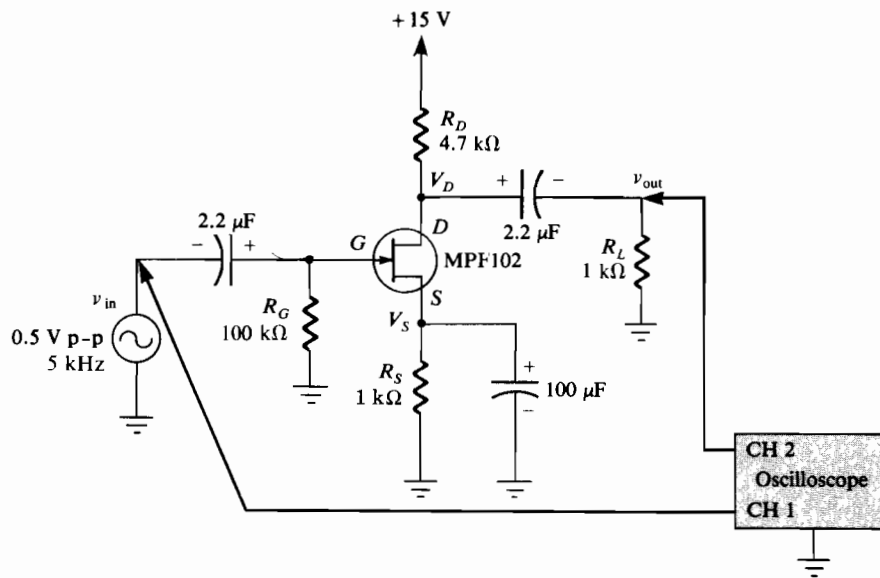 +15 V
R_D
4.7 kΩ
V_D
+ −
v_out
2.2 μF
2.2 μF
− +
G
D
MPF102
S
R_L
1 kΩ
v_in
0.5 V p-p
5 kHz
R_G
100 kΩ
V_S
R_S
1 kΩ
+
100 μF
−
CH 2
Oscilloscope
CH 1